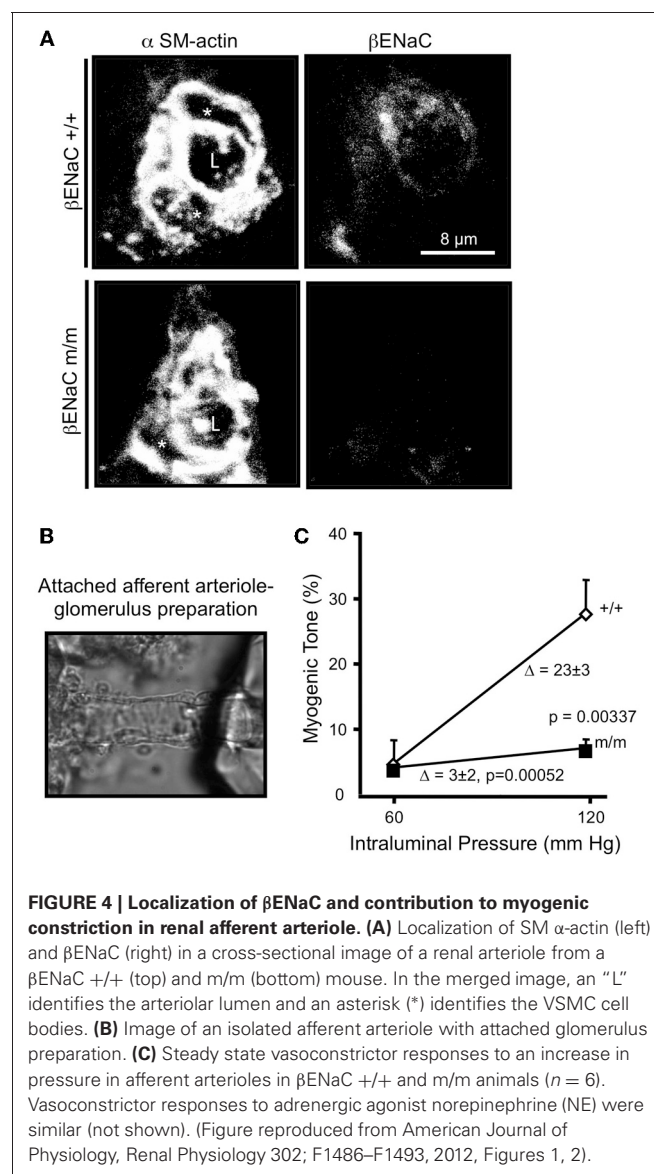 A
α SM-actin
βENaC
βENaC +/+
*
L
*
8 μm
βENaC m/m
L
*
B
Attached afferent arteriole-
glomerulus preparation
C
Myogenic Tone (%)
40
30
20
10
0
+/+
Δ = 23±3
p = 0.00337
m/m
Δ = 3±2, p=0.00052
60
120
Intraluminal Pressure (mm Hg)
FIGURE 4 | Localization of βENaC and contribution to myogenic
constriction in renal afferent arteriole. (A) Localization of SM α-actin (left)
and βENaC (right) in a cross-sectional image of a renal arteriole from a
βENaC +/+ (top) and m/m (bottom) mouse. In the merged image, an “L”
identifies the arteriolar lumen and an asterisk (*) identifies the VSMC cell
bodies. (B) Image of an isolated afferent arteriole with attached glomerulus
preparation. (C) Steady state vasoconstrictor responses to an increase in
pressure in afferent arterioles in βENaC +/+ and m/m animals (n = 6).
Vasoconstrictor responses to adrenergic agonist norepinephrine (NE) were
similar (not shown). (Figure reproduced from American Journal of
Physiology, Renal Physiology 302; F1486–F1493, 2012, Figures 1, 2).